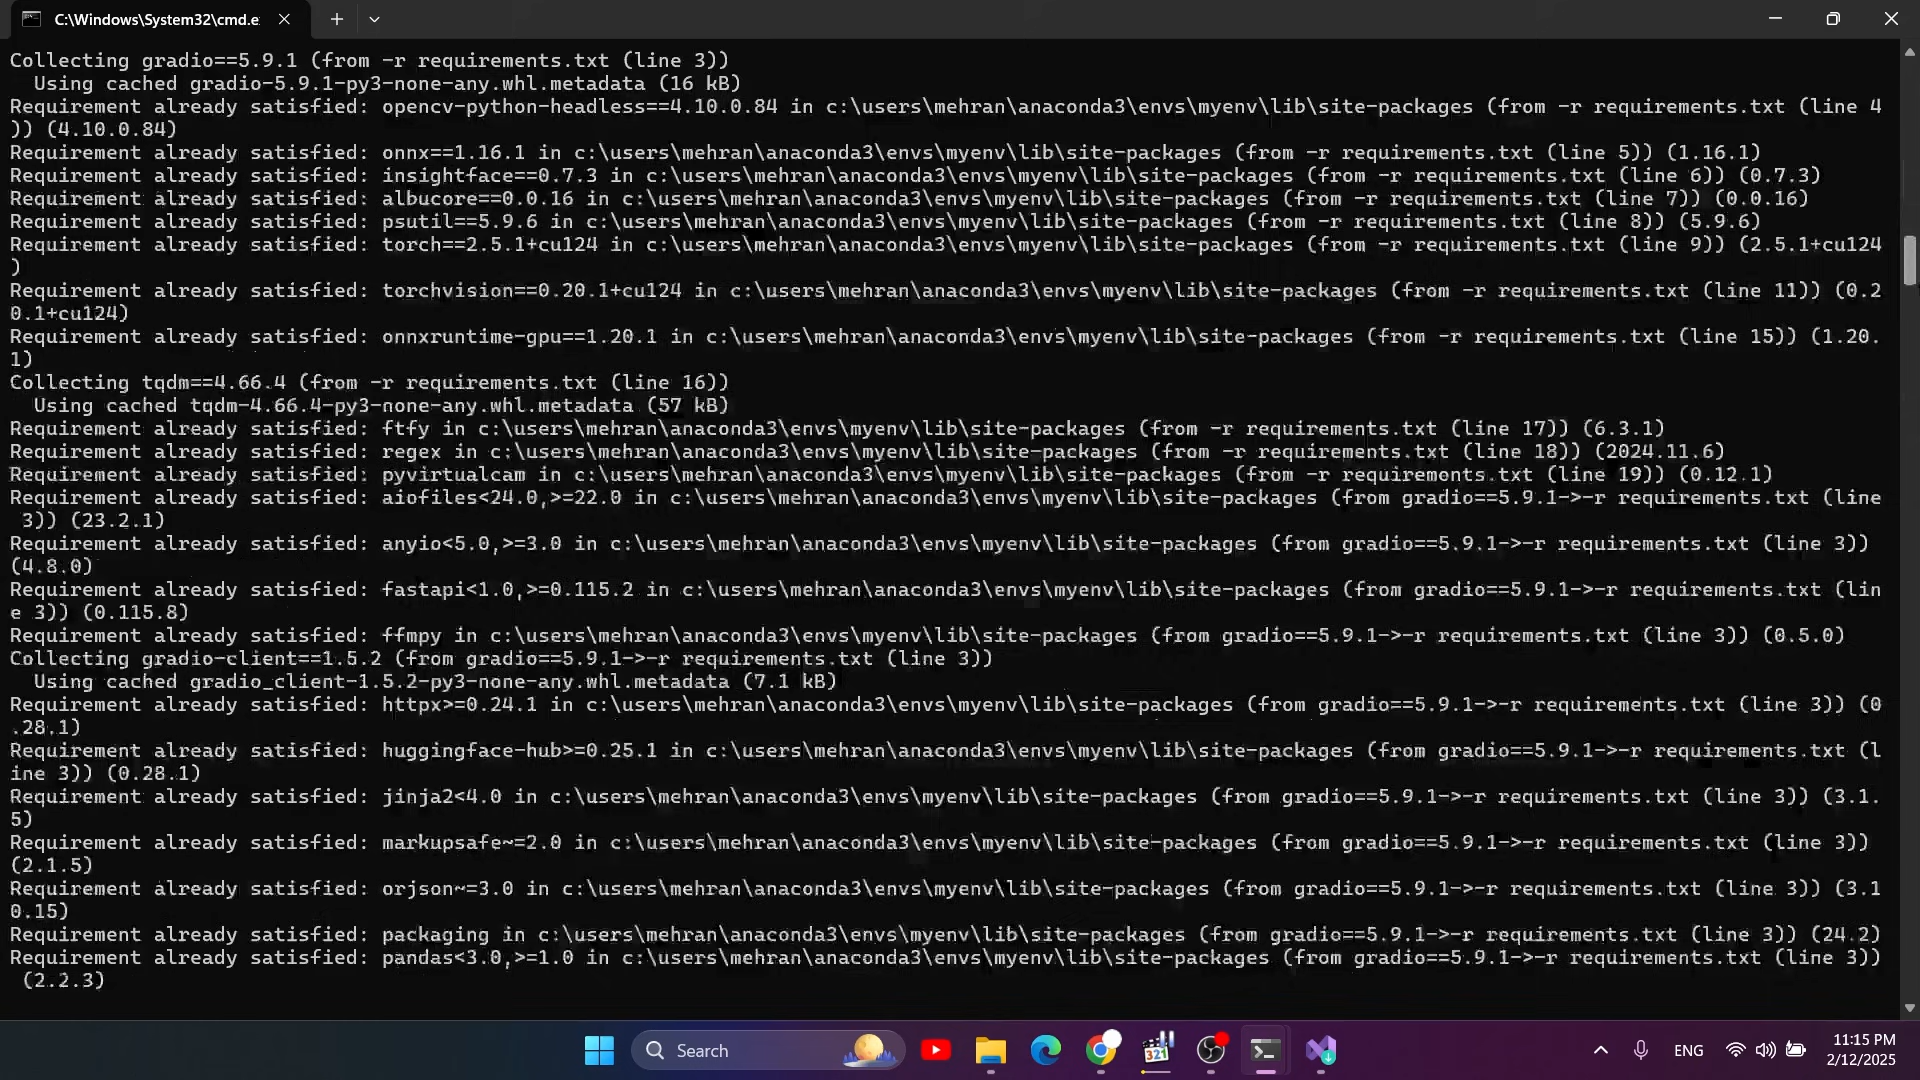 C:\Windows\System32\cmd.e
Collecting gradio==5.9.1 (from -r requirements.txt (line 3))
  Using cached gradio-5.9.1-py3-none-any.whl.metadata (16 kB)
Requirement already satisfied: opencv-python-headless==4.10.0.84 in c:\users\mehran\anaconda3\envs\myenv\lib\site-packages (from -r requirements.txt (line 4
)) (4.10.0.84)
Requirement already satisfied: onnx==1.16.1 in c:\users\mehran\anaconda3\envs\myenv\lib\site-packages (from -r requirements.txt (line 5)) (1.16.1)
Requirement already satisfied: insightface==0.7.3 in c:\users\mehran\anaconda3\envs\myenv\lib\site-packages (from -r requirements.txt (line 6)) (0.7.3)
Requirement already satisfied: albucore==0.0.16 in c:\users\mehran\anaconda3\envs\myenv\lib\site-packages (from -r requirements.txt (line 7)) (0.0.16)
Requirement already satisfied: psutil==5.9.6 in c:\users\mehran\anaconda3\envs\myenv\lib\site-packages (from -r requirements.txt (line 8)) (5.9.6)
Requirement already satisfied: torch==2.5.1+cu124 in c:\users\mehran\anaconda3\envs\myenv\lib\site-packages (from -r requirements.txt (line 9)) (2.5.1+cu124
)
Requirement already satisfied: torchvision==0.20.1+cu124 in c:\users\mehran\anaconda3\envs\myenv\lib\site-packages (from -r requirements.txt (line 11)) (0.2
0.1+cu124)
Requirement already satisfied: onnxruntime-gpu==1.20.1 in c:\users\mehran\anaconda3\envs\myenv\lib\site-packages (from -r requirements.txt (line 15)) (1.20.
1)
Collecting tqdm==4.66.4 (from -r requirements.txt (line 16))
  Using cached tqdm-4.66.4-py3-none-any.whl.metadata (57 kB)
Requirement already satisfied: ftfy in c:\users\mehran\anaconda3\envs\myenv\lib\site-packages (from -r requirements.txt (line 17)) (6.3.1)
Requirement already satisfied: regex in c:\users\mehran\anaconda3\envs\myenv\lib\site-packages (from -r requirements.txt (line 18)) (2024.11.6)
Requirement already satisfied: pyvirtualcam in c:\users\mehran\anaconda3\envs\myenv\lib\site-packages (from -r requirements.txt (line 19)) (0.12.1)
Requirement already satisfied: aiofiles<24.0,>=22.0 in c:\users\mehran\anaconda3\envs\myenv\lib\site-packages (from gradio==5.9.1->-r requirements.txt (line
 3)) (23.2.1)
Requirement already satisfied: anyio<5.0,>=3.0 in c:\users\mehran\anaconda3\envs\myenv\lib\site-packages (from gradio==5.9.1->-r requirements.txt (line 3))
(4.8.0)
Requirement already satisfied: fastapi<1.0,>=0.115.2 in c:\users\mehran\anaconda3\envs\myenv\lib\site-packages (from gradio==5.9.1->-r requirements.txt (lin
e 3)) (0.115.8)
Requirement already satisfied: ffmpy in c:\users\mehran\anaconda3\envs\myenv\lib\site-packages (from gradio==5.9.1->-r requirements.txt (line 3)) (0.5.0)
Collecting gradio-client==1.5.2 (from gradio==5.9.1->-r requirements.txt (line 3))
  Using cached gradio_client-1.5.2-py3-none-any.whl.metadata (7.1 kB)
Requirement already satisfied: httpx>=0.24.1 in c:\users\mehran\anaconda3\envs\myenv\lib\site-packages (from gradio==5.9.1->-r requirements.txt (line 3)) (0
.28.1)
Requirement already satisfied: huggingface-hub>=0.25.1 in c:\users\mehran\anaconda3\envs\myenv\lib\site-packages (from gradio==5.9.1->-r requirements.txt (l
ine 3)) (0.28.1)
Requirement already satisfied: jinja2<4.0 in c:\users\mehran\anaconda3\envs\myenv\lib\site-packages (from gradio==5.9.1->-r requirements.txt (line 3)) (3.1.
5)
Requirement already satisfied: markupsafe~=2.0 in c:\users\mehran\anaconda3\envs\myenv\lib\site-packages (from gradio==5.9.1->-r requirements.txt (line 3))
(2.1.5)
Requirement already satisfied: orjson~=3.0 in c:\users\mehran\anaconda3\envs\myenv\lib\site-packages (from gradio==5.9.1->-r requirements.txt (line 3)) (3.1
0.15)
Requirement already satisfied: packaging in c:\users\mehran\anaconda3\envs\myenv\lib\site-packages (from gradio==5.9.1->-r requirements.txt (line 3)) (24.2)
Requirement already satisfied: pandas<3.0,>=1.0 in c:\users\mehran\anaconda3\envs\myenv\lib\site-packages (from gradio==5.9.1->-r requirements.txt (line 3))
 (2.2.3)
Search
321
ENG
11:15 PM
2/12/2025